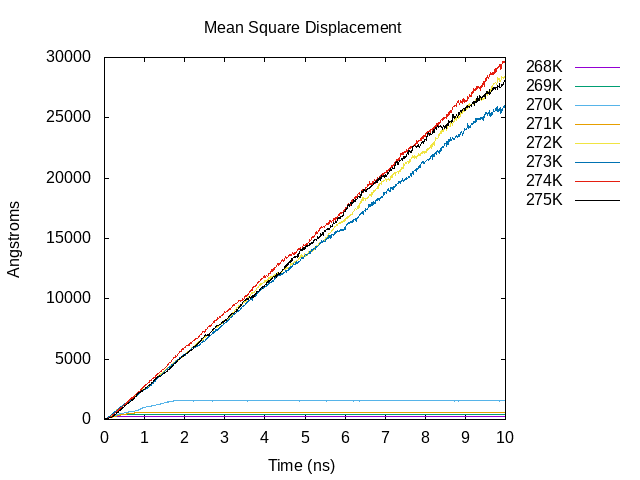 Mean Square Displacement
30000
25000
20000
15000
10000
5000
0
0 1 2 3 4 5 6 7 8 9 10
Angstroms
Time (ns)
268K
269K
270K
271K
272K
273K
274K
275K